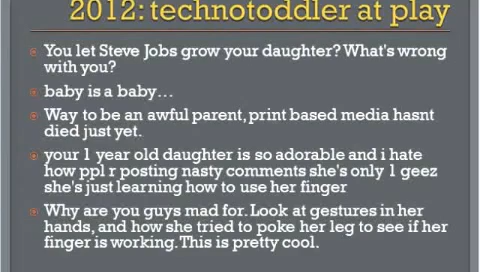 2012: technotoddler at play
You let Steve Jobs grow your daughter? What's wrong
with you?
baby is a baby…
Way to be an awful parent, print based media hasnt
died just yet.
your 1 year old daughter is so adorable and i hate
how ppl r posting nasty comments she's only 1 geez
she's just learning how to use her finger
Why are you guys mad for. Look at gestures in her
hands, and how she tried to poke her leg to see if her
finger is working. This is pretty cool.